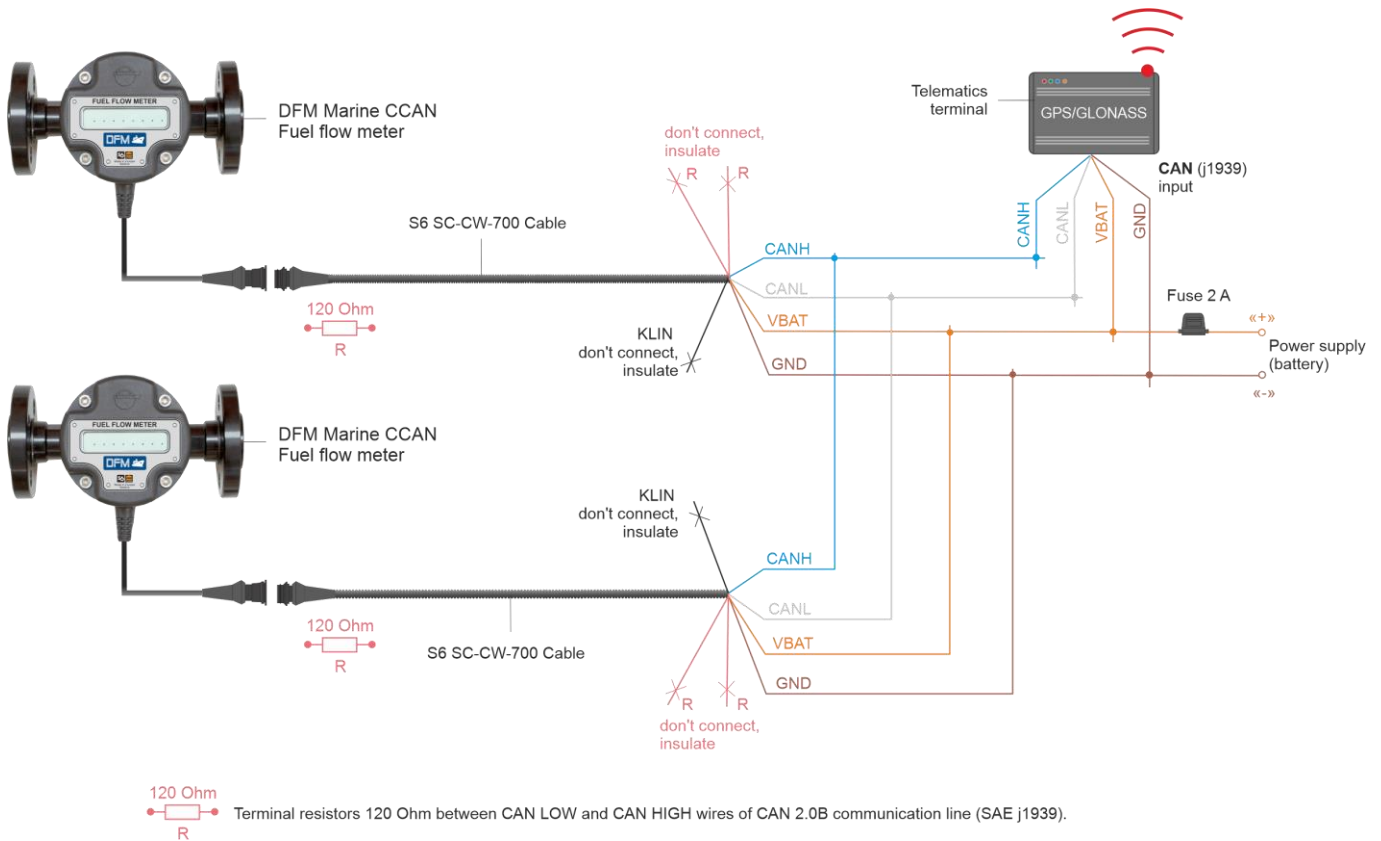 FUEL FLOW METER
DFM
DFM Marine CCAN
Fuel flow meter
S6 SC-CW-700 Cable
120 Ohm
R
don't connect,
insulate
R
R
KLIN
don't connect,
insulate
CANH
CANL
VBAT
GND
Telematics
terminal
GPS/GLONASS
CAN (j1939)
input
CANH
CANL
VBAT
GND
Fuse 2 A
«+»
Power supply
(battery)
«-»
FUEL FLOW METER
DFM
DFM Marine CCAN
Fuel flow meter
KLIN
don't connect,
insulate
120 Ohm
R
S6 SC-CW-700 Cable
CANH
CANL
VBAT
GND
R
R
don't connect,
insulate
120 Ohm
R
Terminal resistors 120 Ohm between CAN LOW and CAN HIGH wires of CAN 2.0B communication line (SAE j1939).